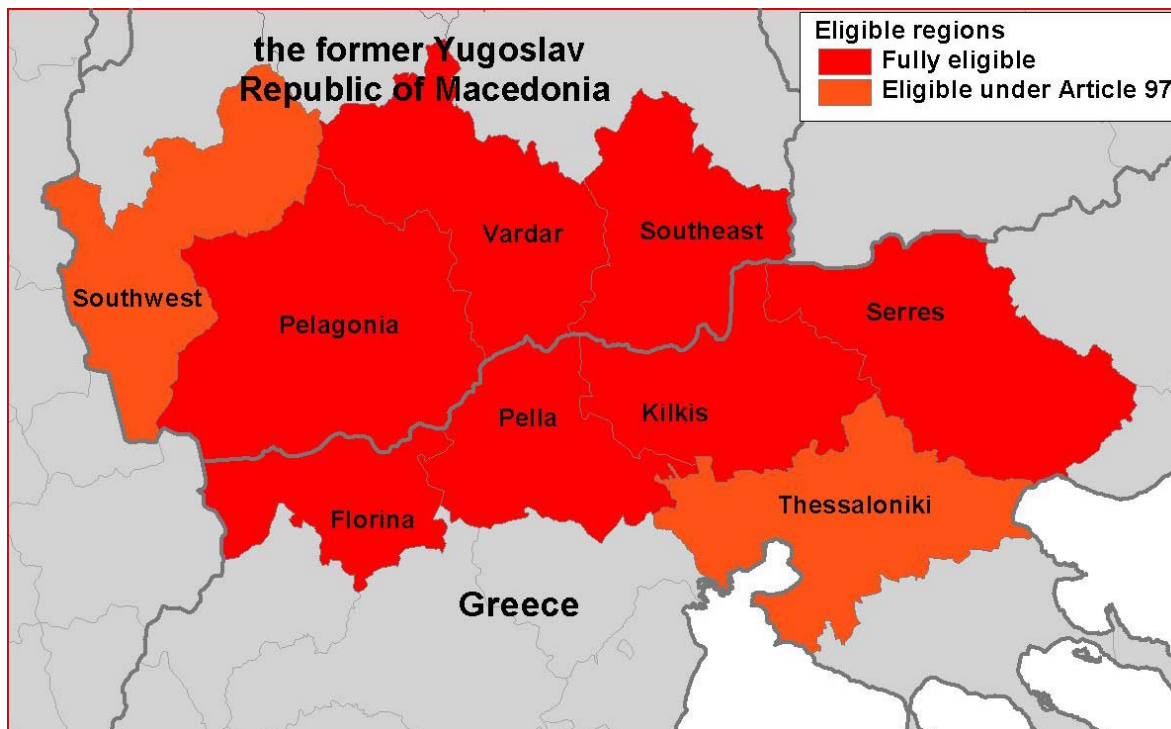 the former Yugoslav
Republic of Macedonia
Eligible regions
Fully eligible
Eligible under Article 97
Vardar
Southeast
Southwest
Pelagonia
Serres
Pella
Kilkis
Florina
Thessaloniki
Greece